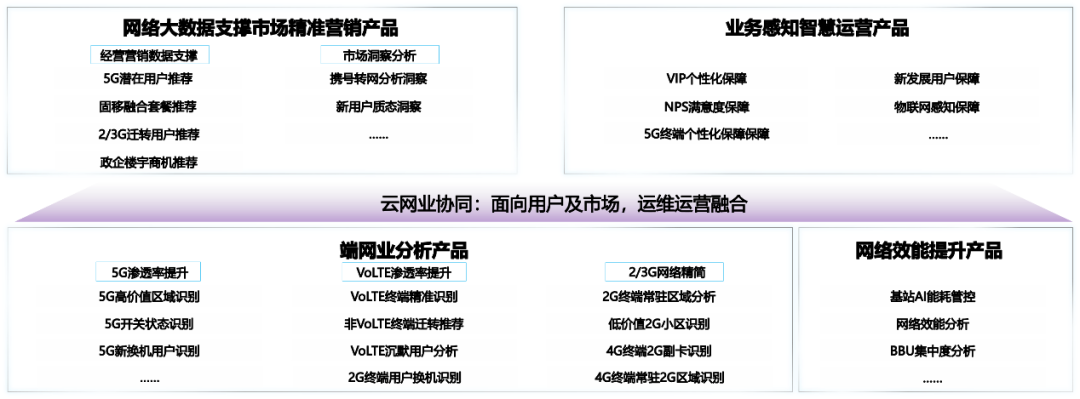 网络大数据支撑市场精准营销产品
经营营销数据支撑
5G潜在用户推荐
固移融合套餐推荐
2/3G迁转用户推荐
政企楼宇商机推荐
市场洞察分析
携号转网分析洞察
新用户质态洞察
......
业务感知智慧运营产品
VIP个性化保障
NPS满意度保障
5G终端个性化保障保障
新发展用户保障
物联网感知保障
......
云网业协同：面向用户及市场，运维运营融合
端网业分析产品
5G渗透率提升
5G高价值区域识别
5G开关状态识别
5G新换机用户识别
......
VoLTE渗透率提升
VoLTE终端精准识别
非VoLTE终端迁转推荐
VoLTE沉默用户分析
2G终端用户换机识别
2/3G网络精简
2G终端常驻区域分析
低价值2G小区识别
4G终端2G副卡识别
4G终端常驻2G区域识别
网络效能提升产品
基站AI能耗管控
网络效能分析
BBU集中度分析
......